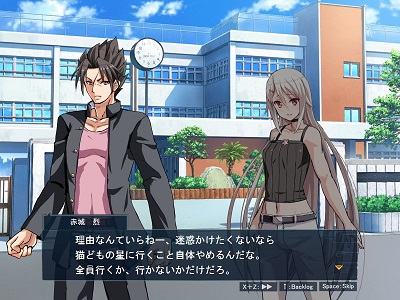 赤城 烈
理由なんていらねー、迷惑かけたくないなら
猫どもの星に行くこと自体やめるんだな。
全員行くか、行かないかだけだろ。
X+Z: ▶▶ ↑:Backlog Space:Skip